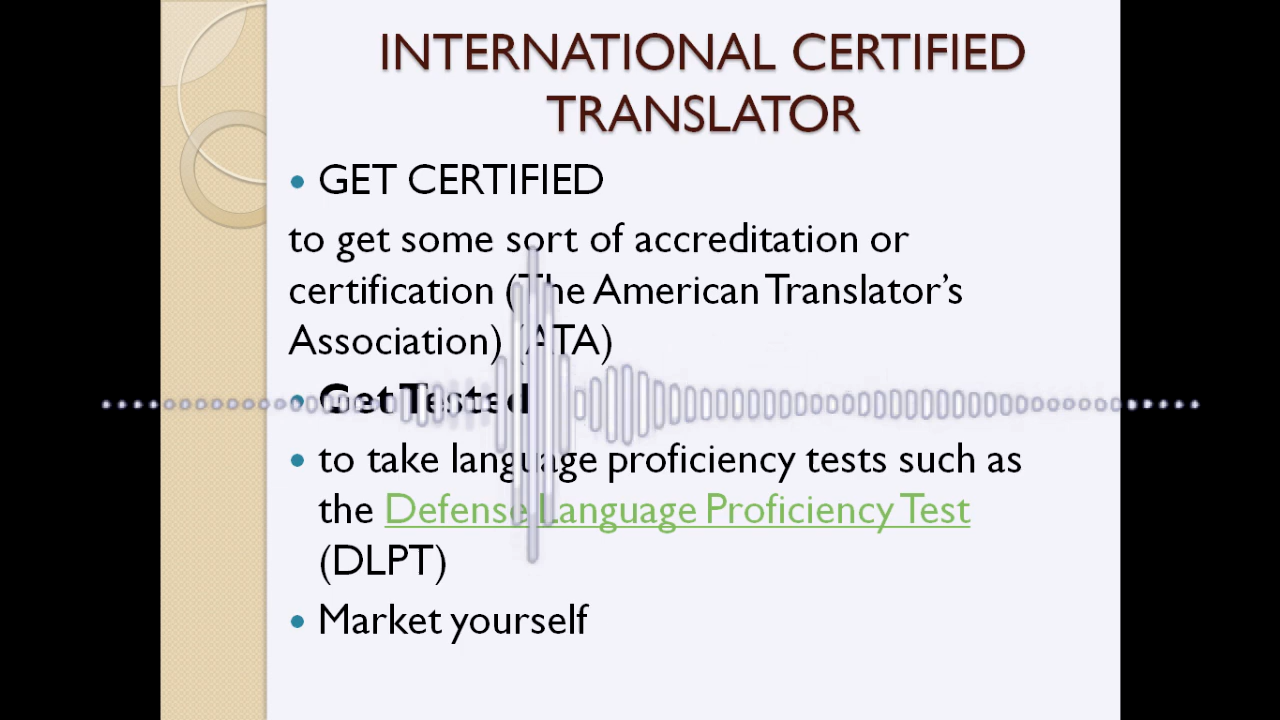 INTERNATIONAL CERTIFIED
TRANSLATOR
• GET CERTIFIED
to get some sort of accreditation or
certification (The American Translator’s
Association) (ATA)
• Get Tested
• to take language proficiency tests such as
the Defense Language Proficiency Test
(DLPT)
• Market yourself